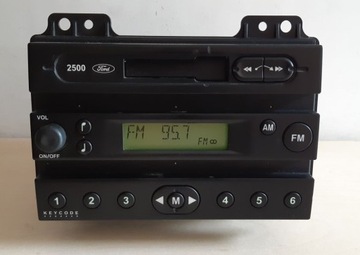 2500 Ford
VOL
FM 95.7
FM∞
AM FM
ON/OFF
1 2 3 M 4 5 6
KEYCODE